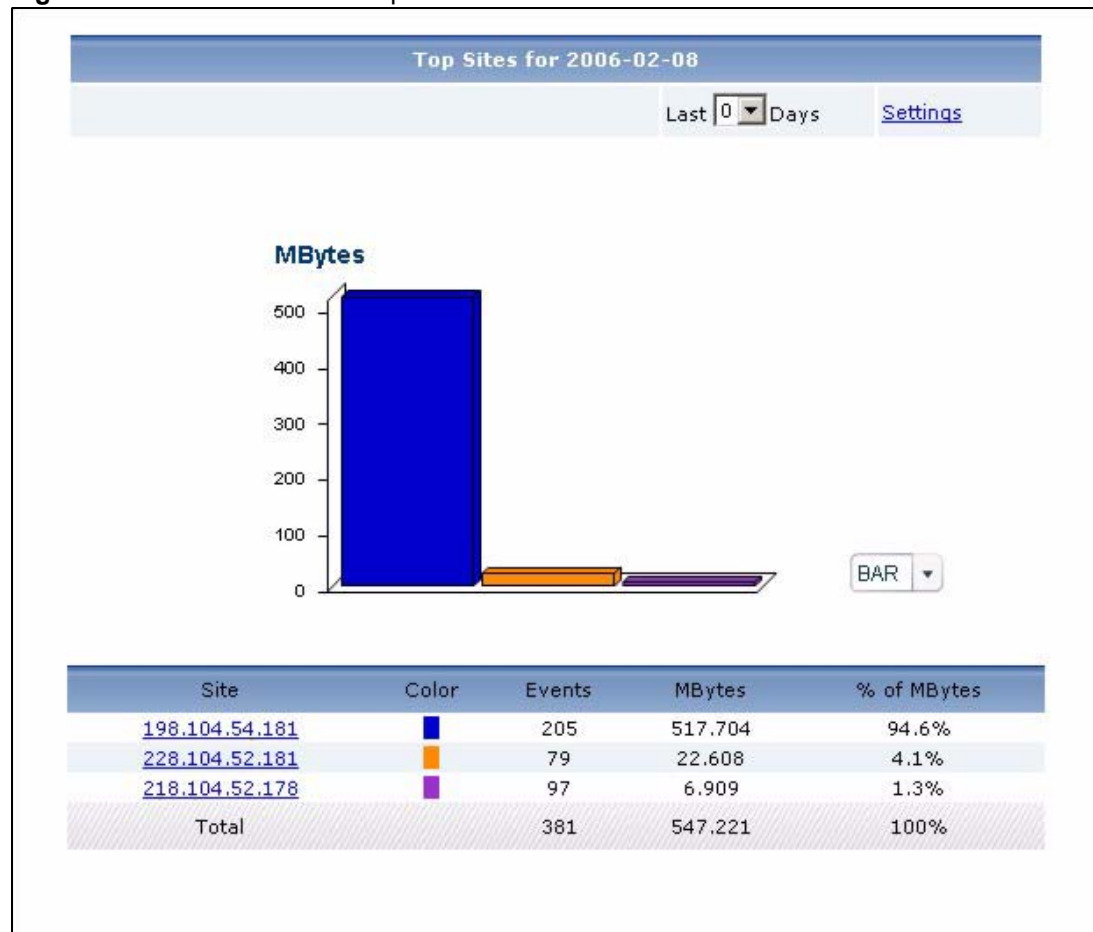 Top Sites for 2006-02-08
Last 0 Days Settings
MBytes
500
400
300
200
100
0
BAR
Site Color Events MBytes % of MBytes
198.104.54.181 205 517.704 94.6%
228.104.52.181 79 22.608 4.1%
218.104.52.178 97 6.909 1.3%
Total 381 547.221 100%